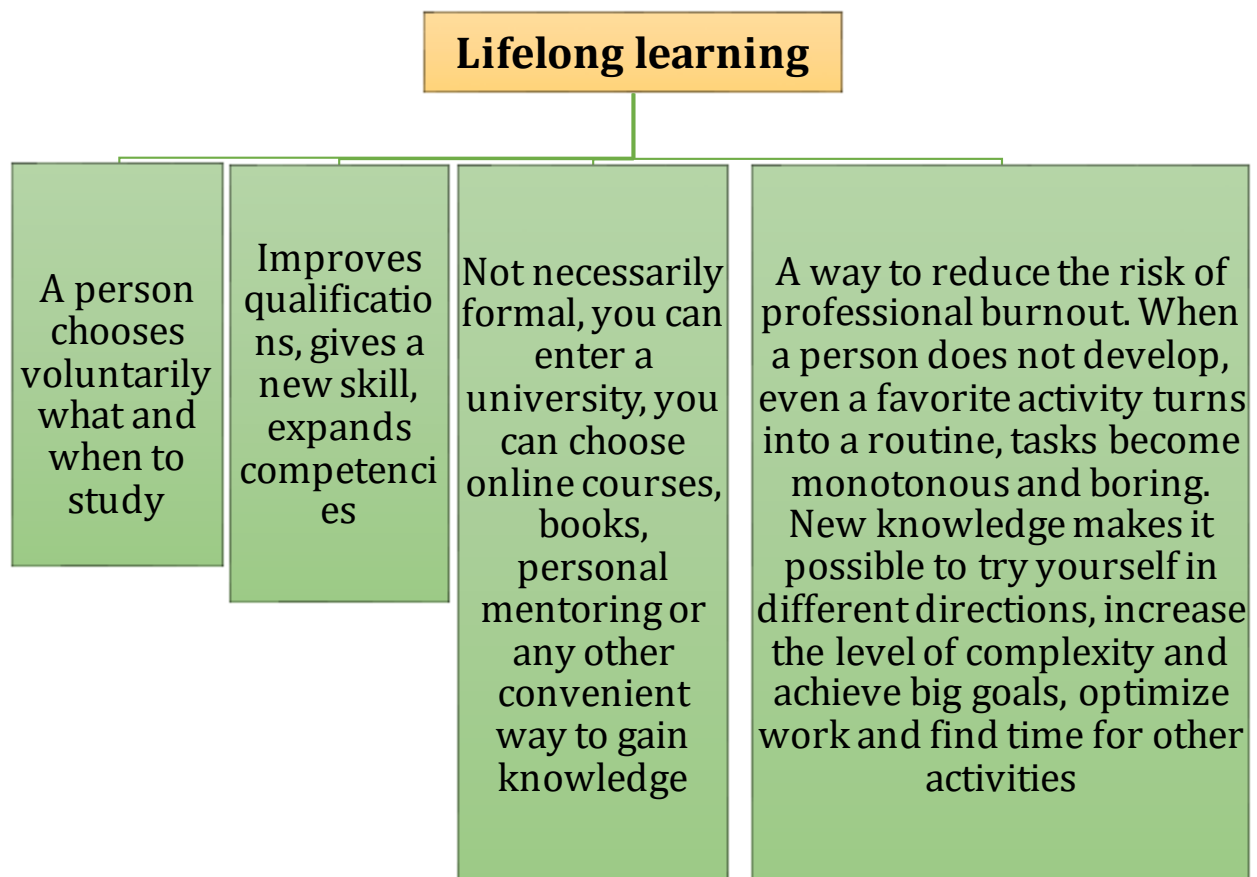 Lifelong learning
A person
chooses
voluntarily
what and
when to
study
Improves
qualificatio
ns, gives a
new skill,
expands
competenci
es
Not necessarily
formal, you can
enter a
university, you
can choose
online courses,
books,
personal
mentoring or
any other
convenient
way to gain
knowledge
A way to reduce the risk of
professional burnout. When
a person does not develop,
even a favorite activity turns
into a routine, tasks become
monotonous and boring.
New knowledge makes it
possible to try yourself in
different directions, increase
the level of complexity and
achieve big goals, optimize
work and find time for other
activities